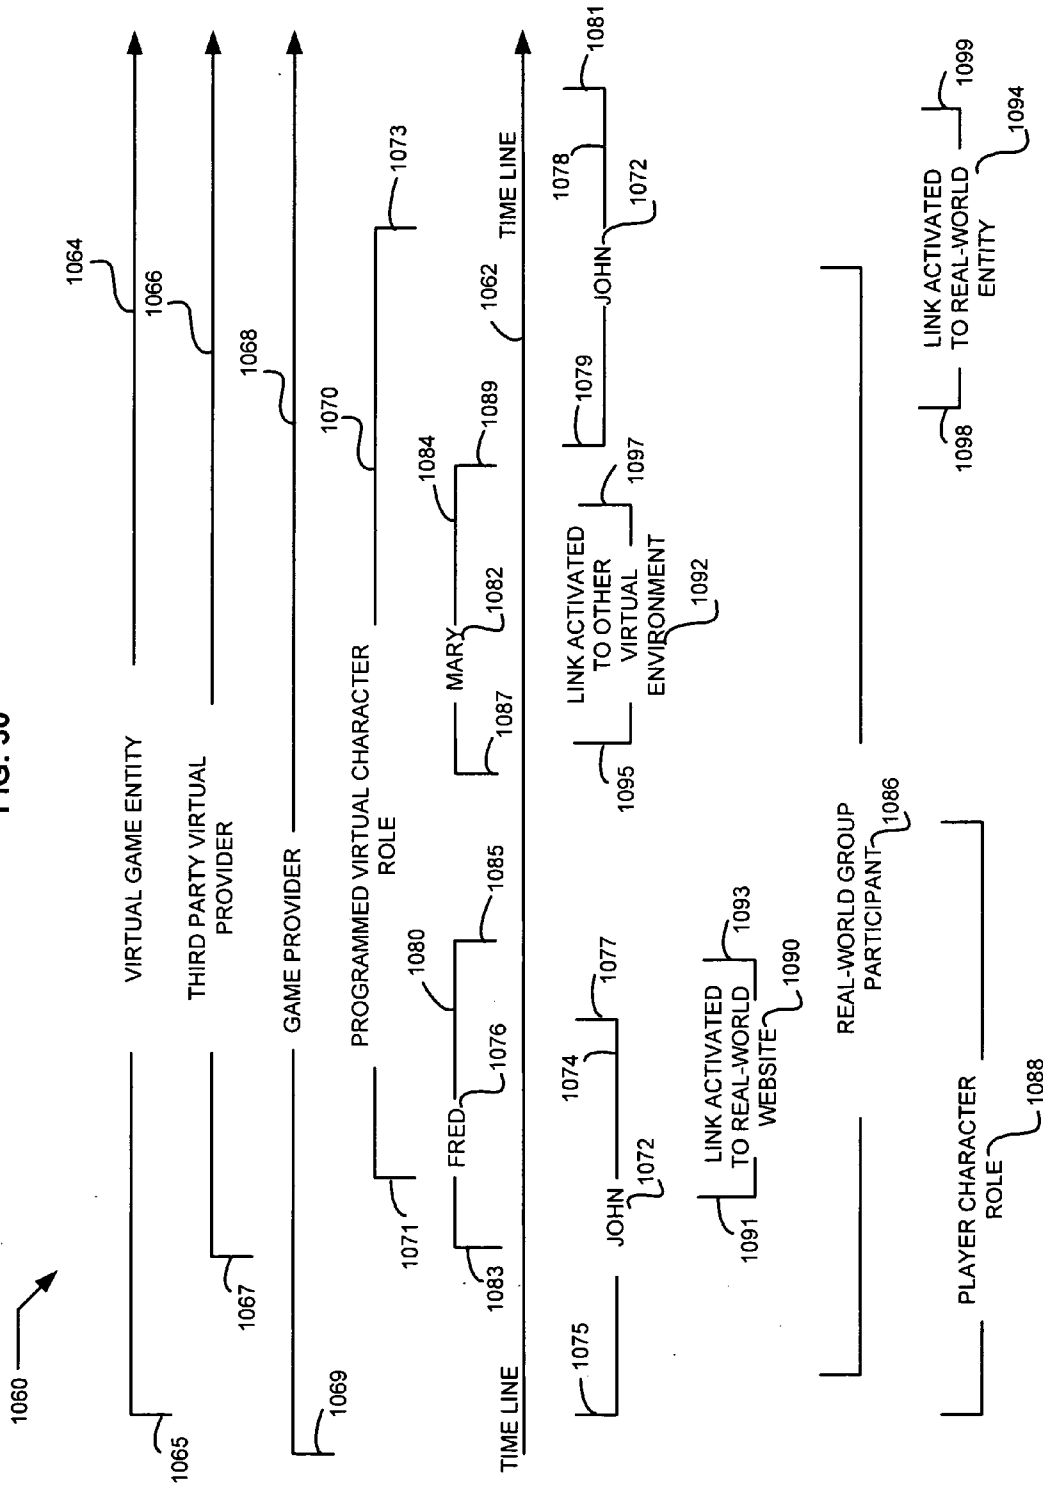 FIG.
1060
1064
1065
VIRTUAL GAME ENTITY
1066
1067
THIRD PARTY VIRTUAL
PROVIDER
1068
1069
GAME PROVIDER
1070
1071
PROGRAMMED VIRTUAL CHARACTER
ROLE
1073
1083
FRED
1076
1080
1085
1087
MARY
1082
1084
1089
TIME LINE
1062
TIME LINE
1075
JOHN
1072
1074
1077
1095
LINK ACTIVATED
TO OTHER
VIRTUAL
ENVIRONMENT
1092
1097
1079
JOHN
1072
1078
1081
1091
LINK ACTIVATED
TO REAL-WORLD
WEBSITE
1090
1093
REAL-WORLD GROUP
PARTICIPANT
1086
PLAYER CHARACTER
ROLE
1088
1098
LINK ACTIVATED
TO REAL-WORLD
ENTITY
1094
1099